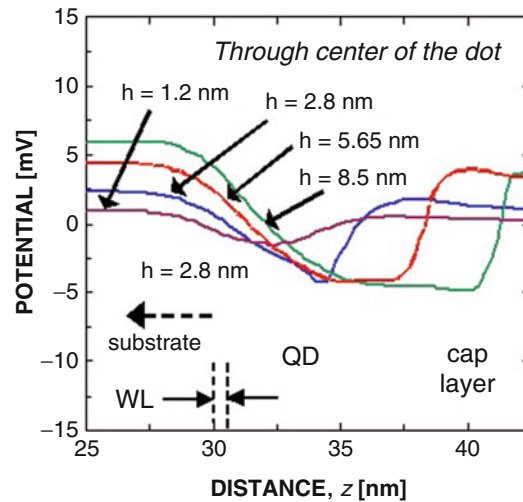 15
10
5
0
−5
−10
−15
POTENTIAL [mV]
Through center of the dot
h = 1.2 nm
h = 2.8 nm
h = 5.65 nm
h = 8.5 nm
h = 2.8 nm
substrate
QD
cap
layer
WL
25
30
35
40
DISTANCE, z [nm]